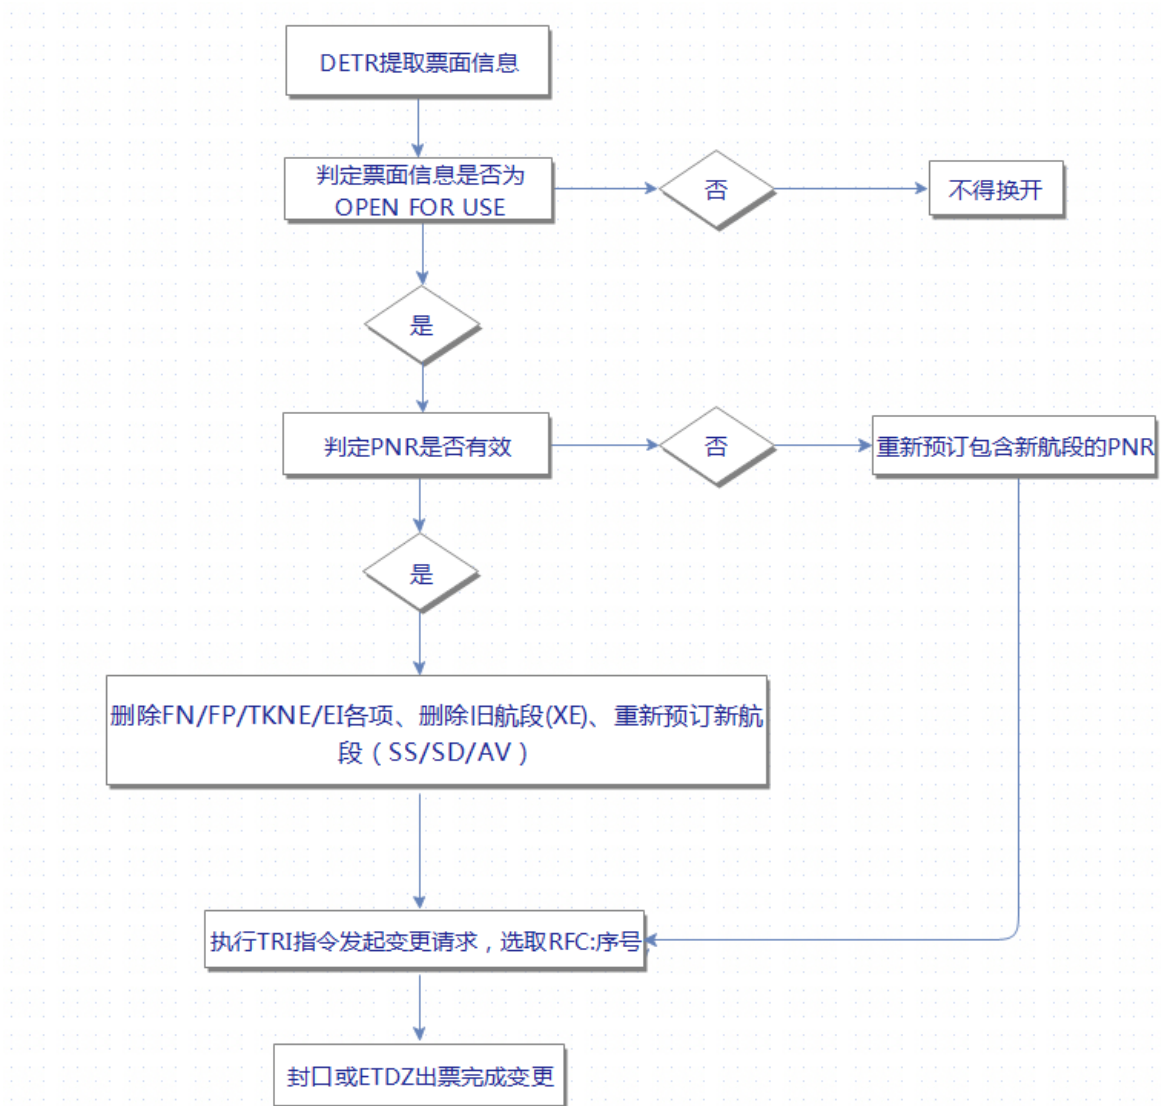 DETR提取票面信息
判定票面信息是否为
OPEN FOR USE
否
不得换开
是
判定PNR是否有效
否
重新预订包含新航段的PNR
是
删除FN/FP/TKNE/EI各项、删除旧航段(XE)、重新预订新航
段（SS/SD/AV）
执行TRI指令发起变更请求，选取RFC:序号
封口或ETDZ出票完成变更